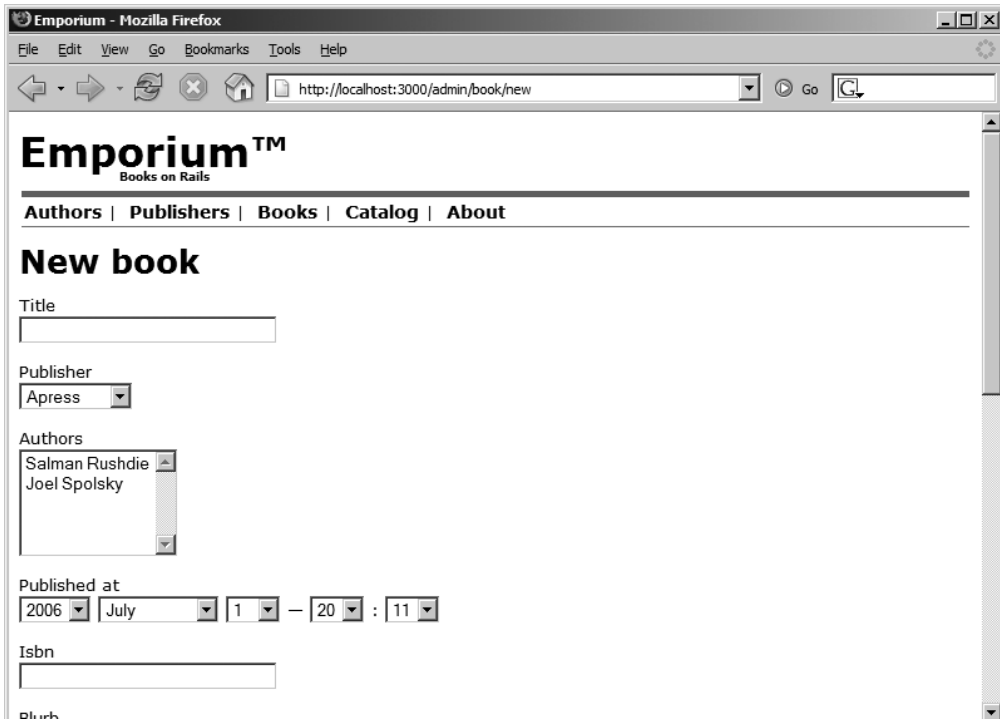 Emporium - Mozilla Firefox
File Edit View Go Bookmarks Tools Help
http://localhost:3000/admin/book/new Go G
Emporium™
Books on Rails
Authors | Publishers | Books | Catalog | About
New book
Title
Publisher
Apress
Authors
Salman Rushdie
Joel Spolsky
Published at
2006 July 1 — 20 : 11
Isbn
Blurb